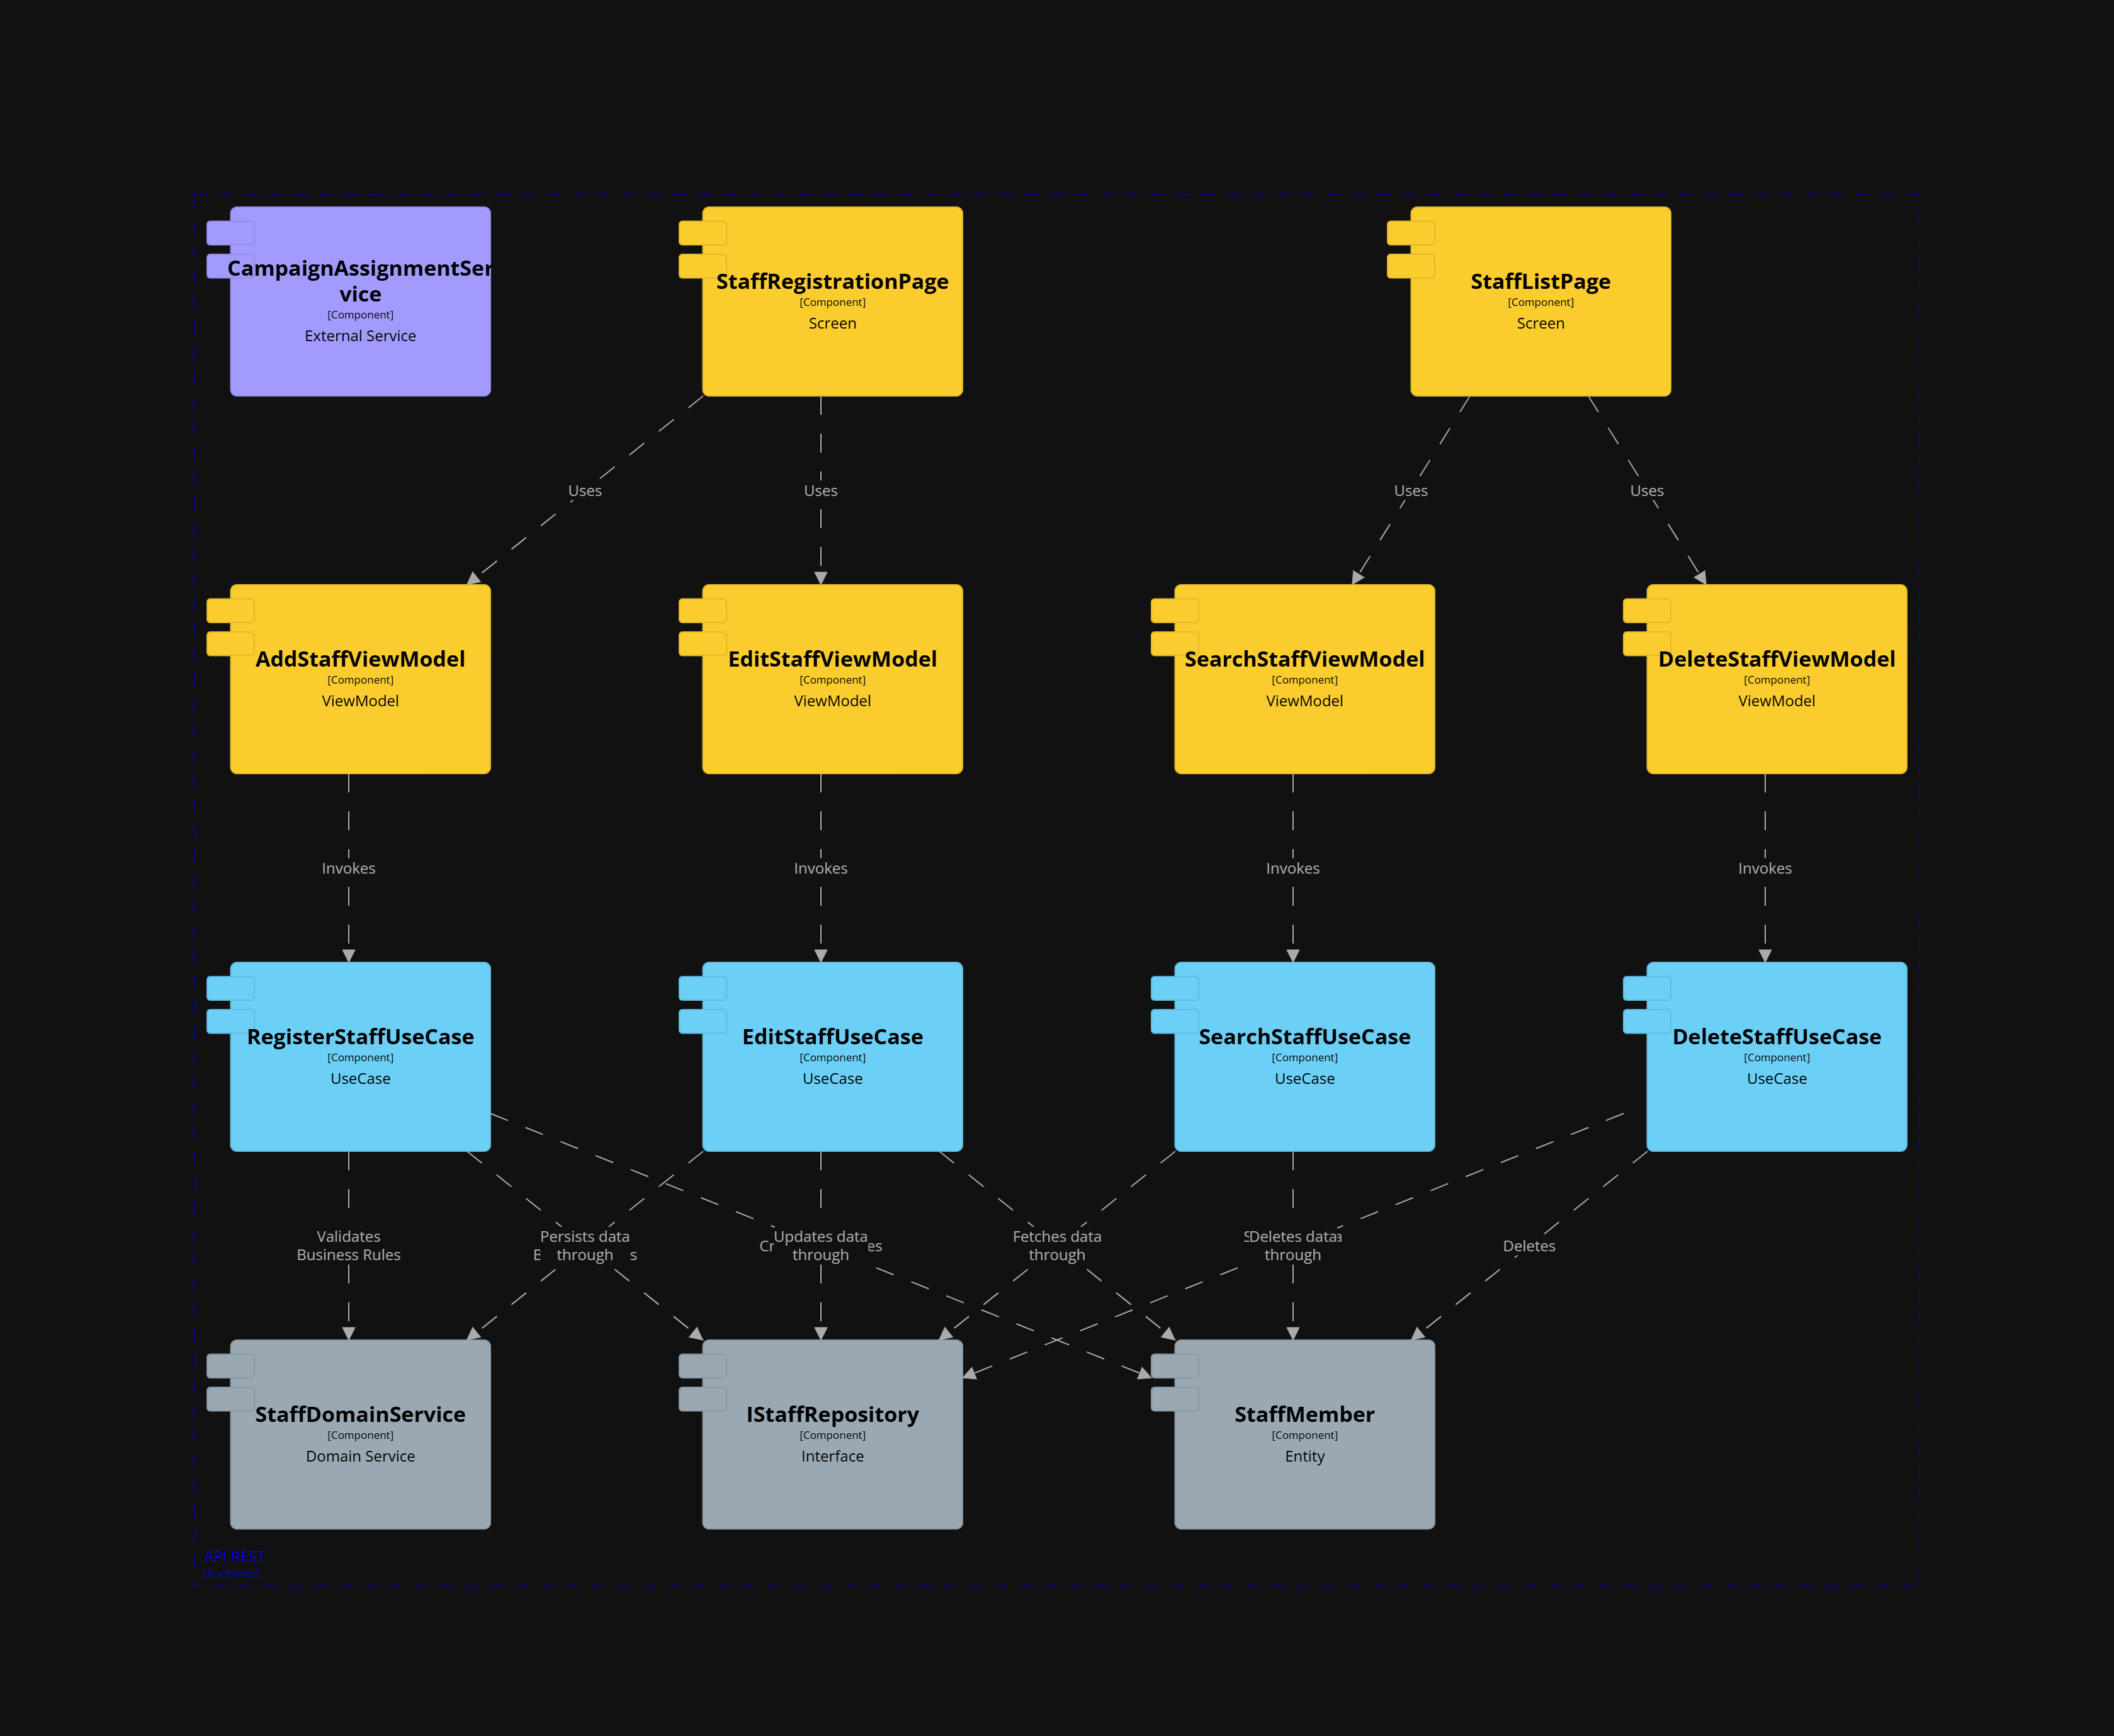 CampaignAssignmentSer
vice
[Component]
External Service
StaffRegistrationPage
[Component]
Screen
StaffListPage
[Component]
Screen
Uses
Uses
Uses
Uses
AddStaffViewModel
[Component]
ViewModel
EditStaffViewModel
[Component]
ViewModel
SearchStaffViewModel
[Component]
ViewModel
DeleteStaffViewModel
[Component]
ViewModel
Invokes
Invokes
Invokes
Invokes
RegisterStaffUseCase
[Component]
UseCase
EditStaffUseCase
[Component]
UseCase
SearchStaffUseCase
[Component]
UseCase
DeleteStaffUseCase
[Component]
UseCase
Validates
Business Rules
Persists data
through
Updates data
through
Fetches data
through
Deletes data
through
Deletes
StaffDomainService
[Component]
Domain Service
IStaffRepository
[Component]
Interface
StaffMember
[Component]
Entity
API REST
[Container]